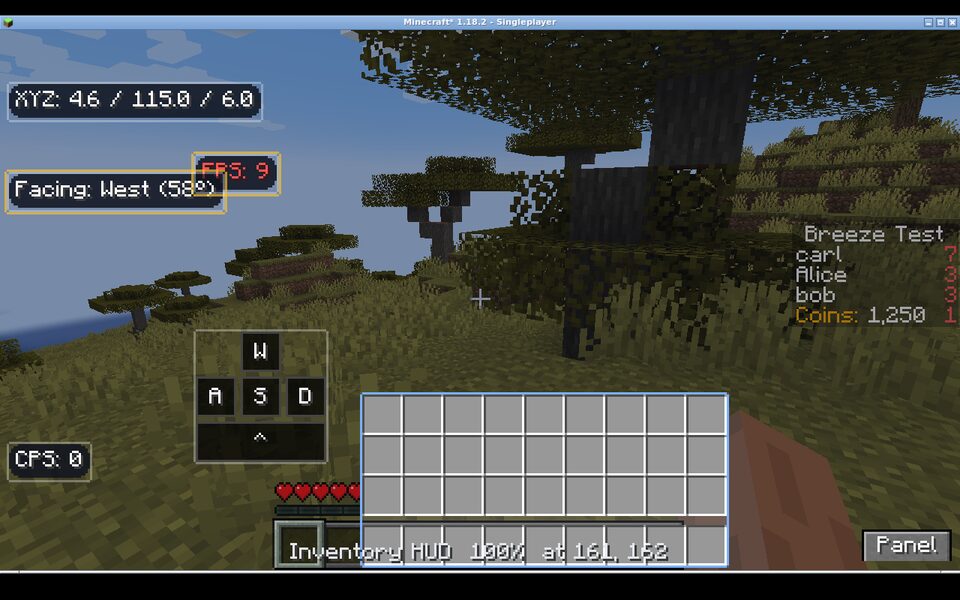 Minecraft* 1.18.2 - Singleplayer
XYZ: 4.6 / 115.0 / 6.0
FPS: 9
Facing: West (58º)
Breeze Test
carl 7
Alice 3
bob 3
Coins: 1,250 1
W
A S D
^
CPS: 0
Inventory HUD 100% at 161, 162
Panel